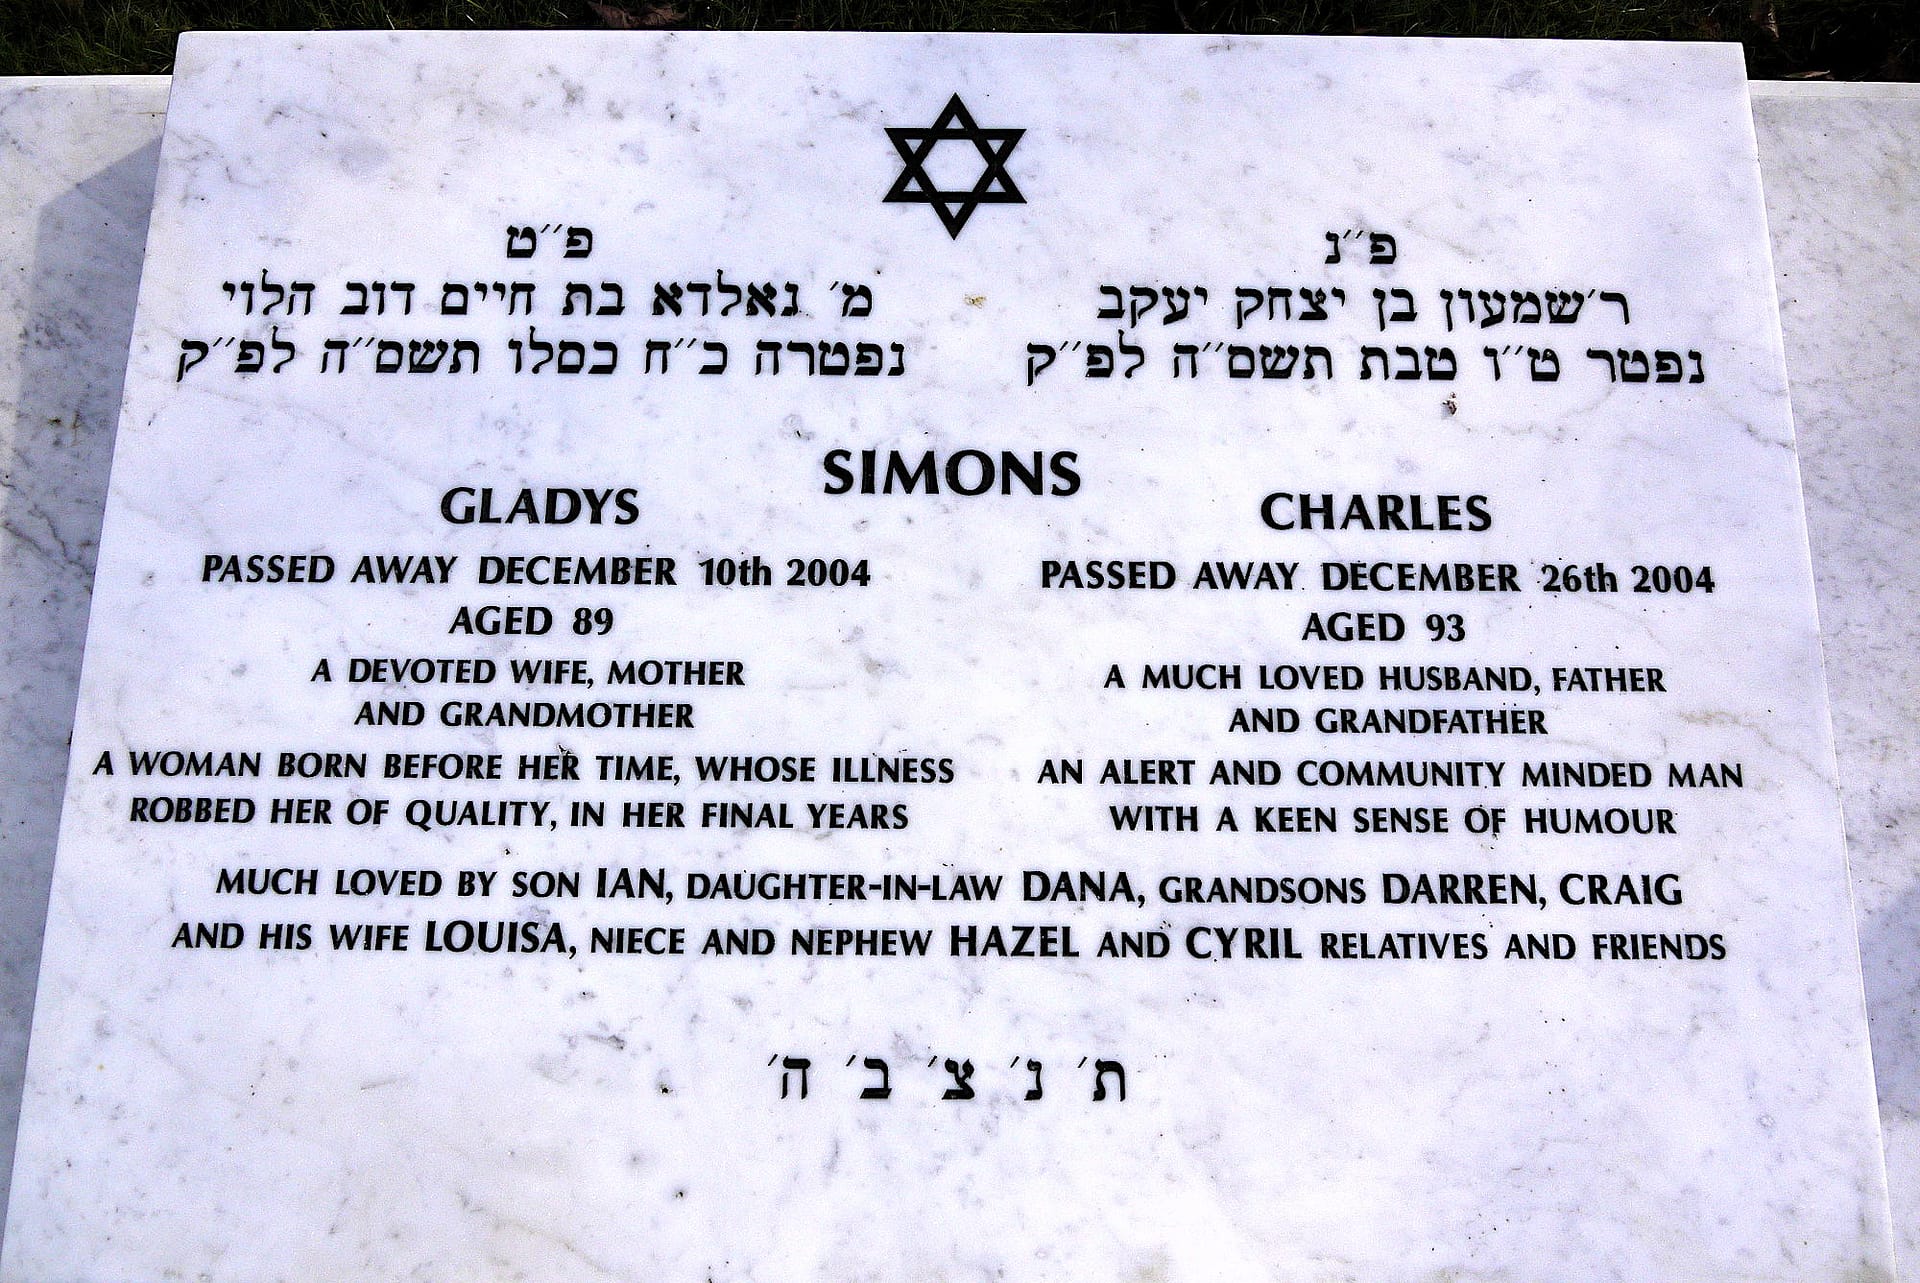 פ״ט
מ׳ גאלדא בת חיים דוב הלוי
נפטרה כ״ח כסלו תשס״ה לפ״ק
פ״נ
ר׳שמעון בן יצחק יעקב
נפטר ט״ו טבת תשס״ה לפ״ק
SIMONS
GLADYS
PASSED AWAY DECEMBER 10th 2004
AGED 89
A DEVOTED WIFE, MOTHER
AND GRANDMOTHER
A WOMAN BORN BEFORE HER TIME, WHOSE ILLNESS
ROBBED HER OF QUALITY, IN HER FINAL YEARS
CHARLES
PASSED AWAY DECEMBER 26th 2004
AGED 93
A MUCH LOVED HUSBAND, FATHER
AND GRANDFATHER
AN ALERT AND COMMUNITY MINDED MAN
WITH A KEEN SENSE OF HUMOUR
MUCH LOVED BY SON IAN, DAUGHTER-IN-LAW DANA, GRANDSONS DARREN, CRAIG
AND HIS WIFE LOUISA, NIECE AND NEPHEW HAZEL AND CYRIL RELATIVES AND FRIENDS
ת׳ נ׳ צ׳ ב׳ ה׳